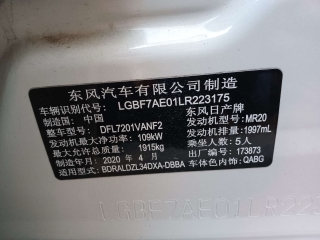 东风汽车有限公司制造
车辆识别代号: LGBF7AE01LR223175
制造国: 中国 东风日产牌
整车型号: DFL7201VANF2 发动机型号: MR20
发动机最大净功率: 109kW 发动机排量: 1997mL
最大允许总质量: 1915kg 乘坐人数: 5人
制造年月: 2020 年 4 月 出厂编号: 173873
生产型式: BDRALDZL34DXA-DBBA 车体色内饰: QABG
LGBF7AE01LR223